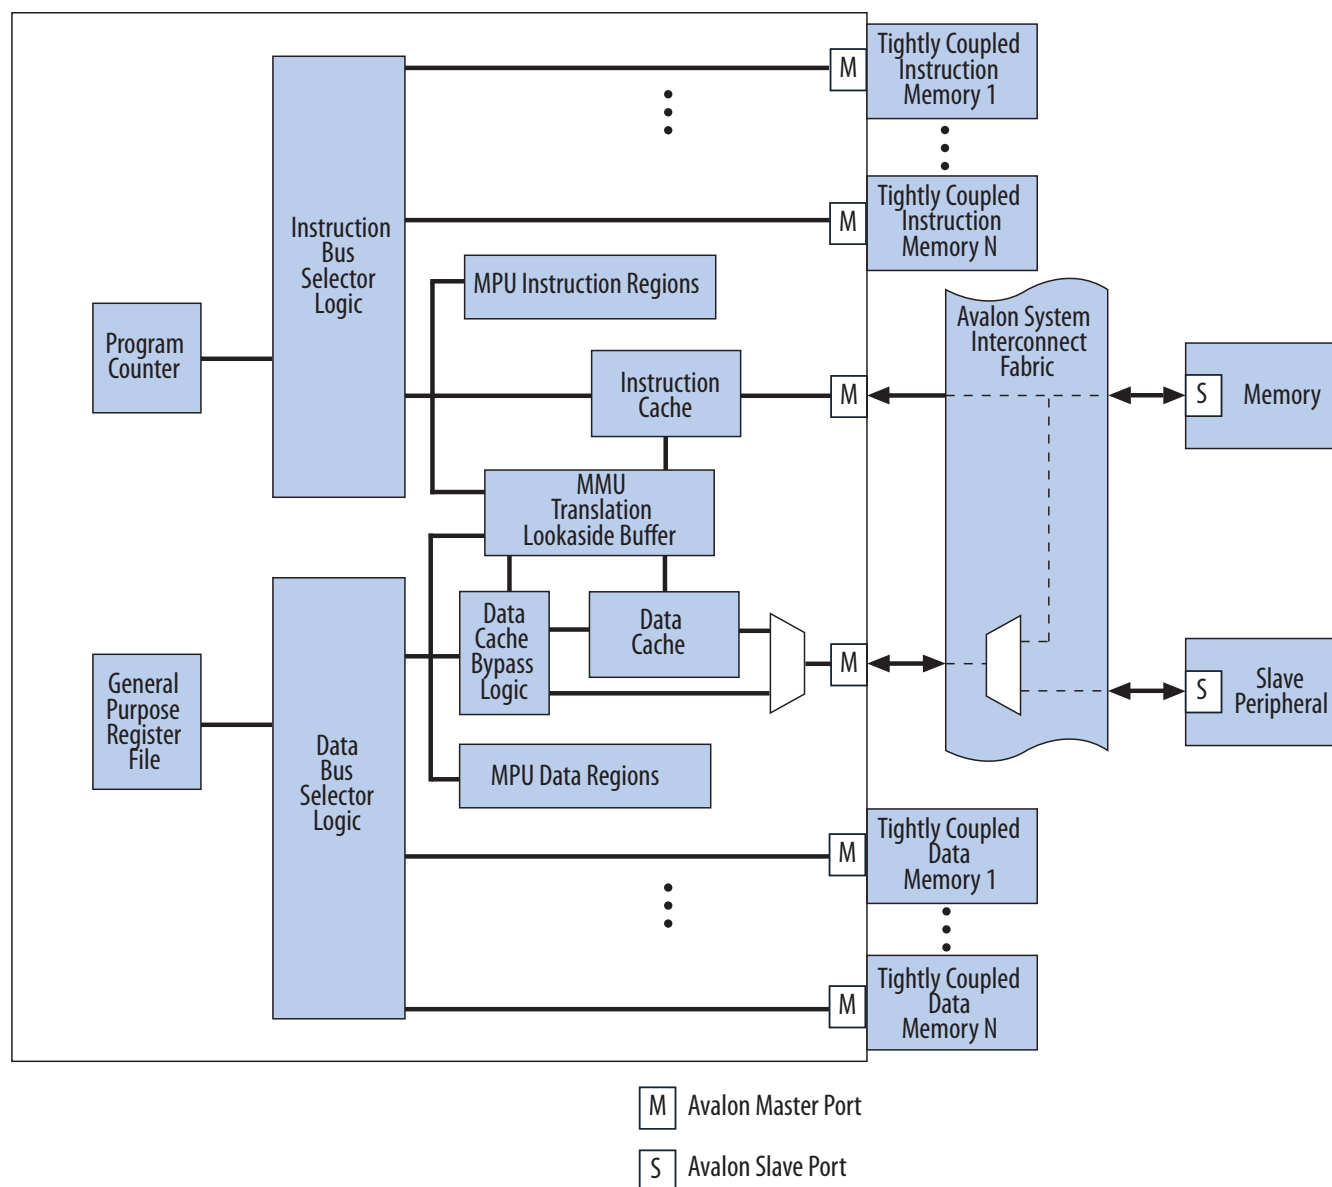 Tightly Coupled
Instruction
Memory 1
M
Tightly Coupled
Instruction
Memory N
M
Instruction
Bus
Selector
Logic
MPU Instruction Regions
Program
Counter
Instruction
Cache
M
Avalon System
Interconnect
Fabric
S
Memory
MMU
Translation
Lookaside Buffer
Data
Cache
Bypass
Logic
Data
Cache
M
General
Purpose
Register
File
S
Slave
Peripheral
Data
Bus
Selector
Logic
MPU Data Regions
M
Tightly Coupled
Data
Memory 1
M
Tightly Coupled
Data
Memory N
M Avalon Master Port
S Avalon Slave Port